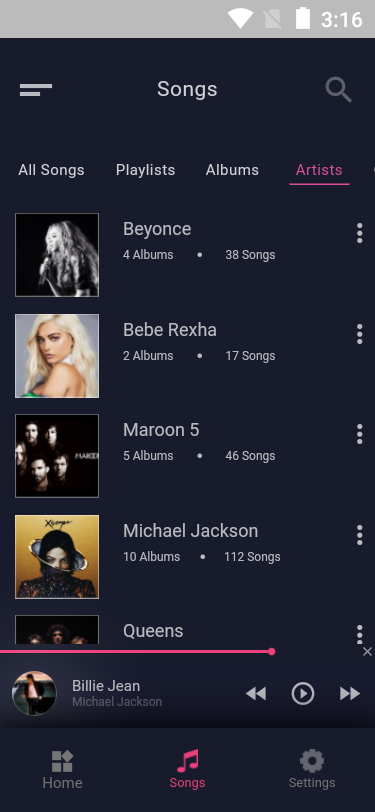 3:16
Songs
All Songs Playlists Albums Artists
Beyonce
4 Albums • 38 Songs
Bebe Rexha
2 Albums • 17 Songs
Maroon 5
5 Albums • 46 Songs
Michael Jackson
10 Albums • 112 Songs
Queens
Billie Jean
Michael Jackson
Home Songs Settings